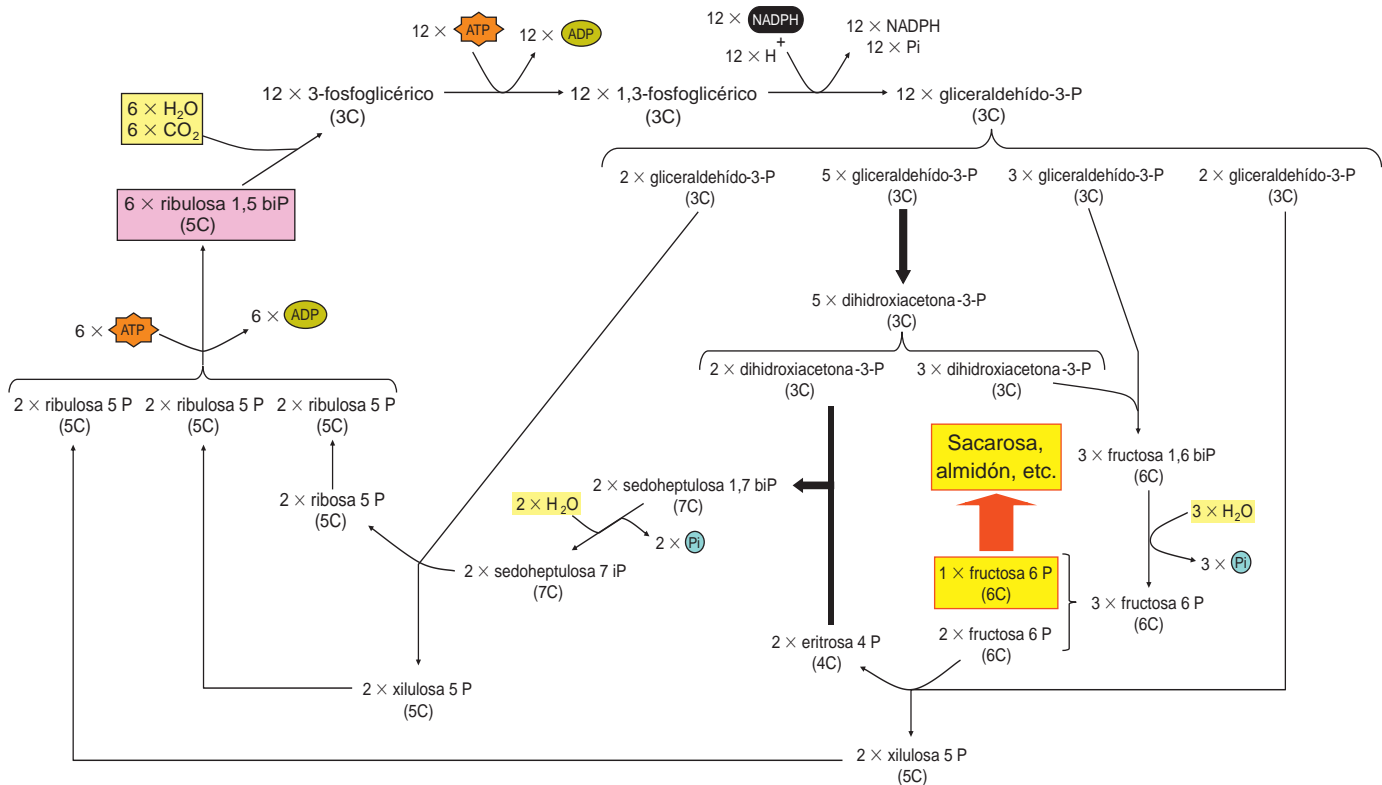 12 × ATP
12 × ADP
12 × NADPH
+
12 × H
12 × NADPH
12 × Pi
12 × 3-fosfoglicérico
(3C)
12 × 1,3-fosfoglicérico
(3C)
12 × gliceraldehído-3-P
(3C)
6 × H₂O
6 × CO₂
2 × gliceraldehído-3-P
(3C)
5 × gliceraldehído-3-P
(3C)
3 × gliceraldehído-3-P
(3C)
2 × gliceraldehído-3-P
(3C)
6 × ribulosa 1,5 biP
(5C)
5 × dihidroxiacetona-3-P
(3C)
6 × ATP
6 × ADP
2 × dihidroxiacetona-3-P
(3C)
3 × dihidroxiacetona-3-P
(3C)
2 × ribulosa 5 P
(5C)
2 × ribulosa 5 P
(5C)
2 × ribulosa 5 P
(5C)
Sacarosa,
almidón, etc.
3 × fructosa 1,6 biP
(6C)
2 × ribosa 5 P
(5C)
2 × sedoheptulosa 1,7 biP
(7C)
2 × H₂O
2 × Pi
3 × H₂O
3 × Pi
2 × sedoheptulosa 7 iP
(7C)
1 × fructosa 6 P
(6C)
3 × fructosa 6 P
(6C)
2 × eritrosa 4 P
(4C)
2 × fructosa 6 P
(6C)
2 × xilulosa 5 P
(5C)
2 × xilulosa 5 P
(5C)